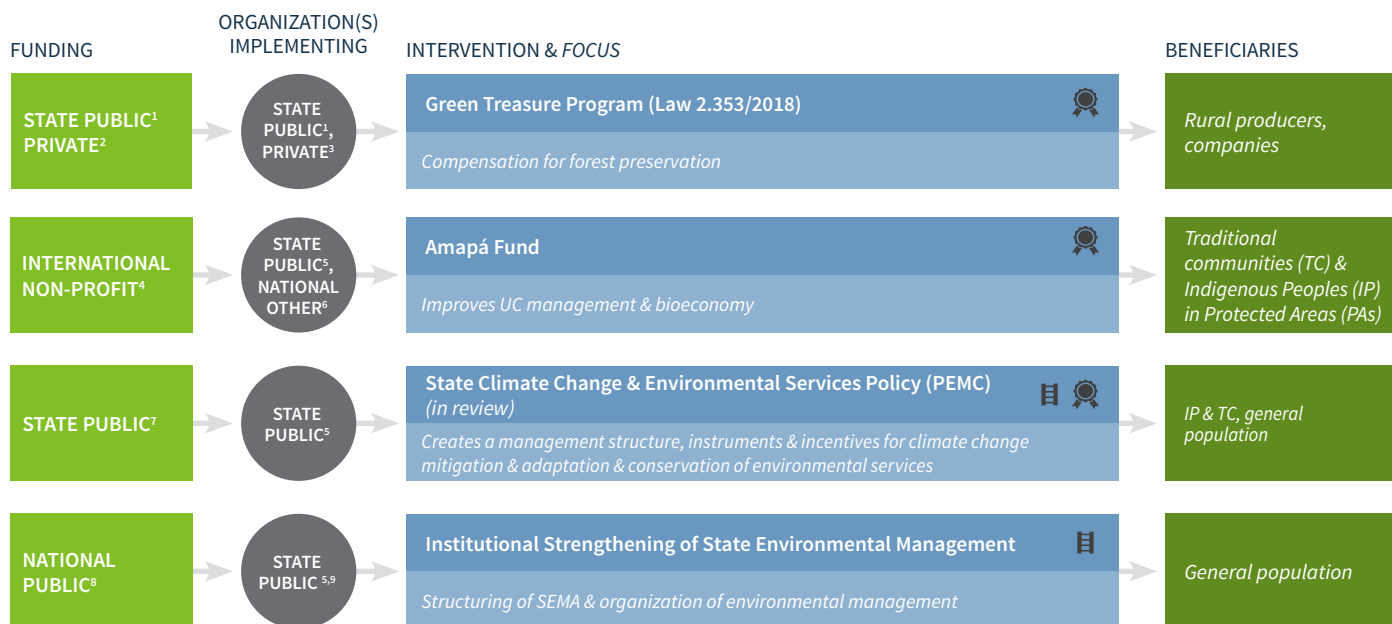 FUNDING
ORGANIZATION(S)
IMPLEMENTING
INTERVENTION & FOCUS
BENEFICIARIES
STATE PUBLIC¹
PRIVATE²
STATE
PUBLIC¹,
PRIVATE³
Green Treasure Program (Law 2.353/2018)
Compensation for forest preservation
Rural producers,
companies
INTERNATIONAL
NON-PROFIT⁴
STATE
PUBLIC⁵,
NATIONAL
OTHER⁶
Amapá Fund
Improves UC management & bioeconomy
Traditional
communities (TC) &
Indigenous Peoples (IP)
in Protected Areas (PAs)
STATE PUBLIC⁷
STATE
PUBLIC⁵
State Climate Change & Environmental Services Policy (PEMC)
(in review)
Creates a management structure, instruments & incentives for climate change
mitigation & adaptation & conservation of environmental services
IP & TC, general
population
NATIONAL
PUBLIC⁸
STATE
PUBLIC ⁵,⁹
Institutional Strengthening of State Environmental Management
Structuring of SEMA & organization of environmental management
General population